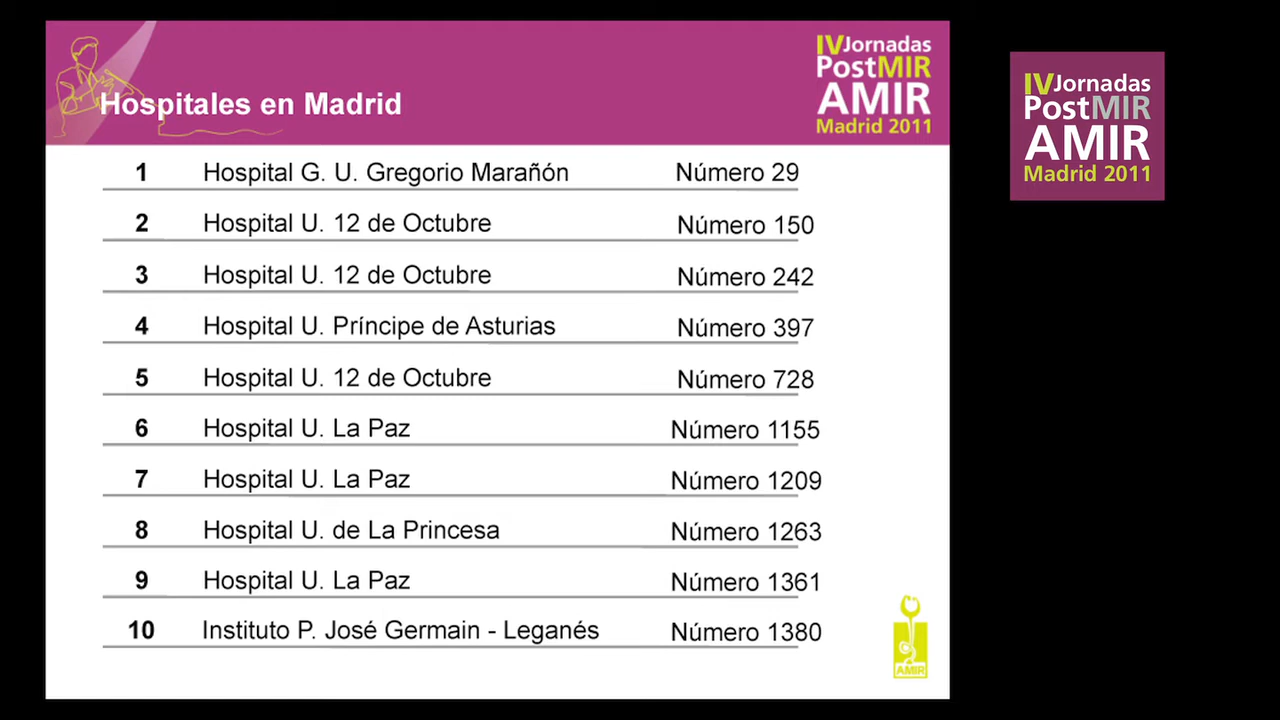 Hospitales en Madrid
IVJornadas
PostMIR
AMIR
Madrid 2011
1 Hospital G. U. Gregorio Marañón Número 29
2 Hospital U. 12 de Octubre Número 150
3 Hospital U. 12 de Octubre Número 242
4 Hospital U. Príncipe de Asturias Número 397
5 Hospital U. 12 de Octubre Número 728
6 Hospital U. La Paz Número 1155
7 Hospital U. La Paz Número 1209
8 Hospital U. de La Princesa Número 1263
9 Hospital U. La Paz Número 1361
10 Instituto P. José Germain - Leganés Número 1380
AMIR
IVJornadas
PostMIR
AMIR
Madrid 2011